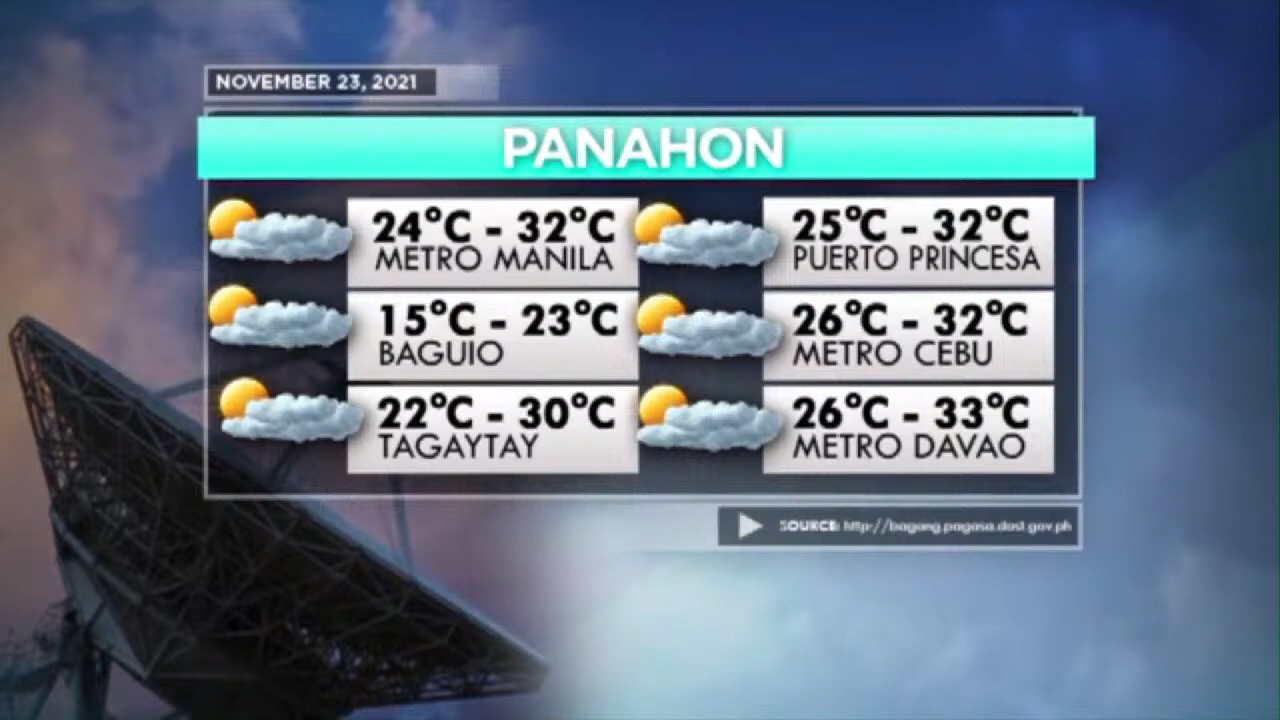 NOVEMBER 23, 2021
PANAHON
24°C - 32°C
METRO MANILA
15°C - 23°C
BAGUIO
22°C - 30°C
TAGAYTAY
25°C - 32°C
PUERTO PRINCESA
26°C - 32°C
METRO CEBU
26°C - 33°C
METRO DAVAO
SOURCE: http://bagong.pagasa.dost.gov.ph